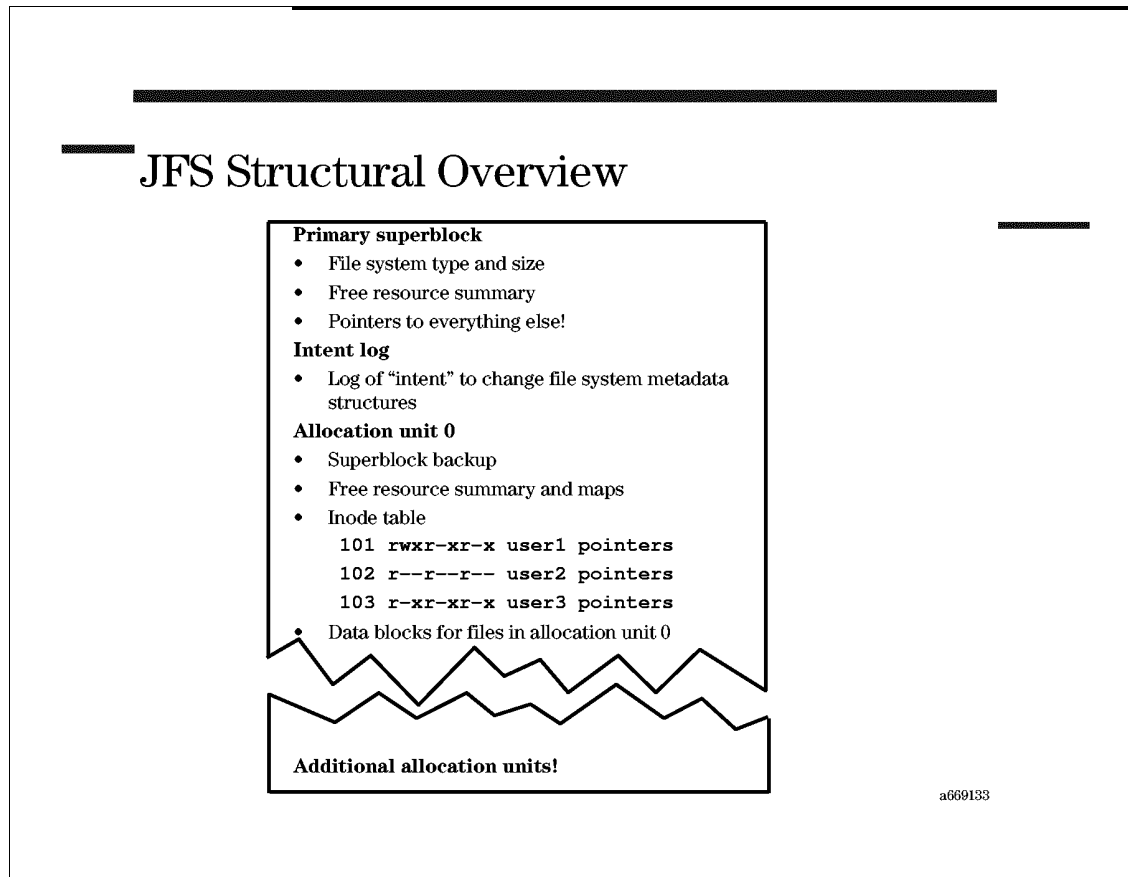 JFS Structural Overview
Primary superblock
• File system type and size
• Free resource summary
• Pointers to everything else!
Intent log
• Log of “intent” to change file system metadata
structures
Allocation unit 0
• Superblock backup
• Free resource summary and maps
• Inode table
101 rwxr-xr-x user1 pointers
102 r--r--r-- user2 pointers
103 r-xr-xr-x user3 pointers
• Data blocks for files in allocation unit 0
Additional allocation units!
a669133